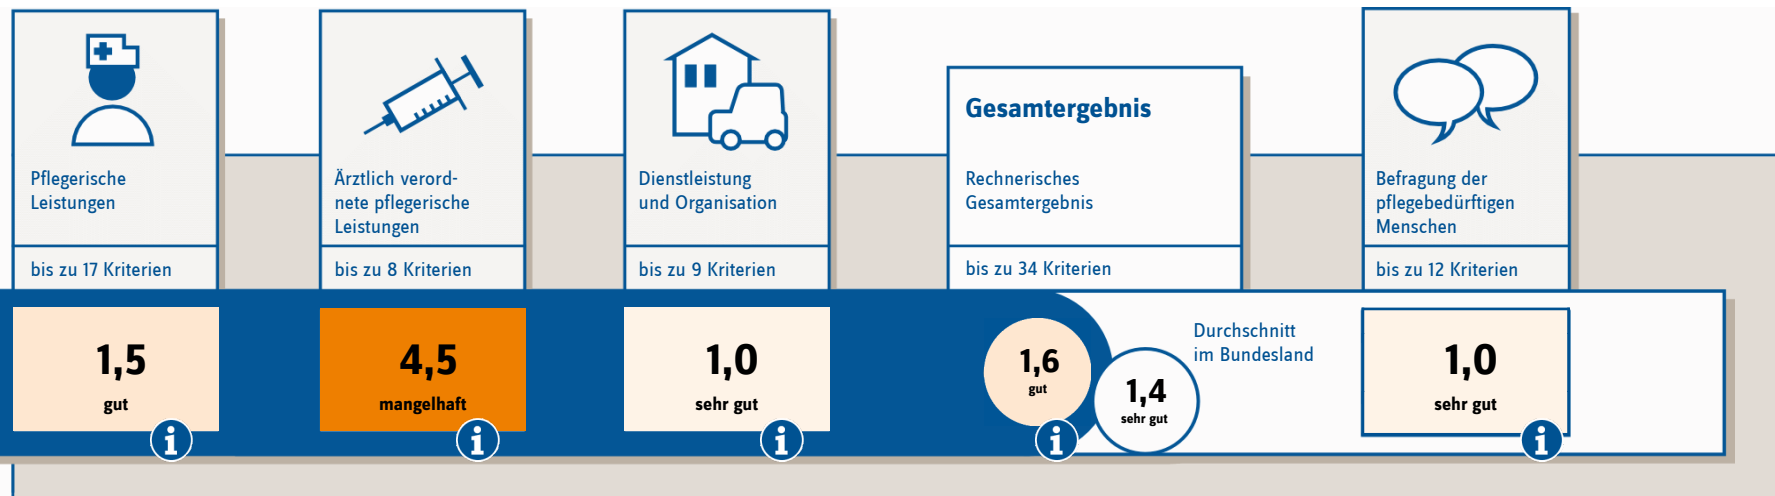 Pflegerische
Leistungen
bis zu 17 Kriterien
1,5
gut
i
Ärztlich verord-
nete pflegerische
Leistungen
bis zu 8 Kriterien
4,5
mangelhaft
i
Dienstleistung
und Organisation
bis zu 9 Kriterien
1,0
sehr gut
i
Gesamtergebnis
Rechnerisches
Gesamtergebnis
bis zu 34 Kriterien
1,6
gut
i
1,4
sehr gut
Durchschnitt
im Bundesland
Befragung der
pflegebedürftigen
Menschen
bis zu 12 Kriterien
1,0
sehr gut
i